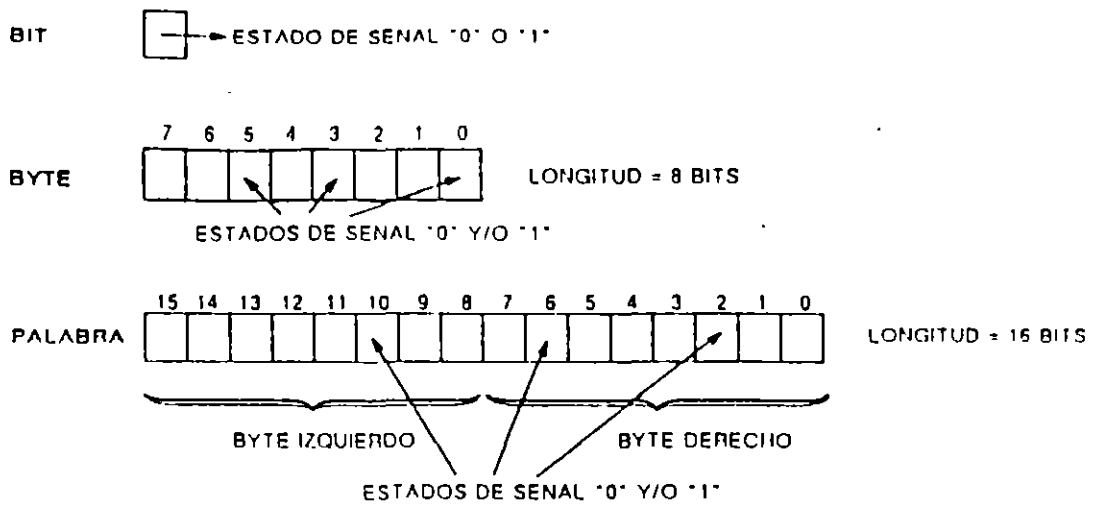 BIT ESTADO DE SENAL "0" O "1"
7 6 5 4 3 2 1 0
BYTE LONGITUD = 8 BITS
ESTADOS DE SENAL "0" Y/O "1"
15 14 13 12 11 10 9 8 7 6 5 4 3 2 1 0
PALABRA LONGITUD = 16 BITS
BYTE IZQUIERDO BYTE DERECHO
ESTADOS DE SENAL "0" Y/O "1"